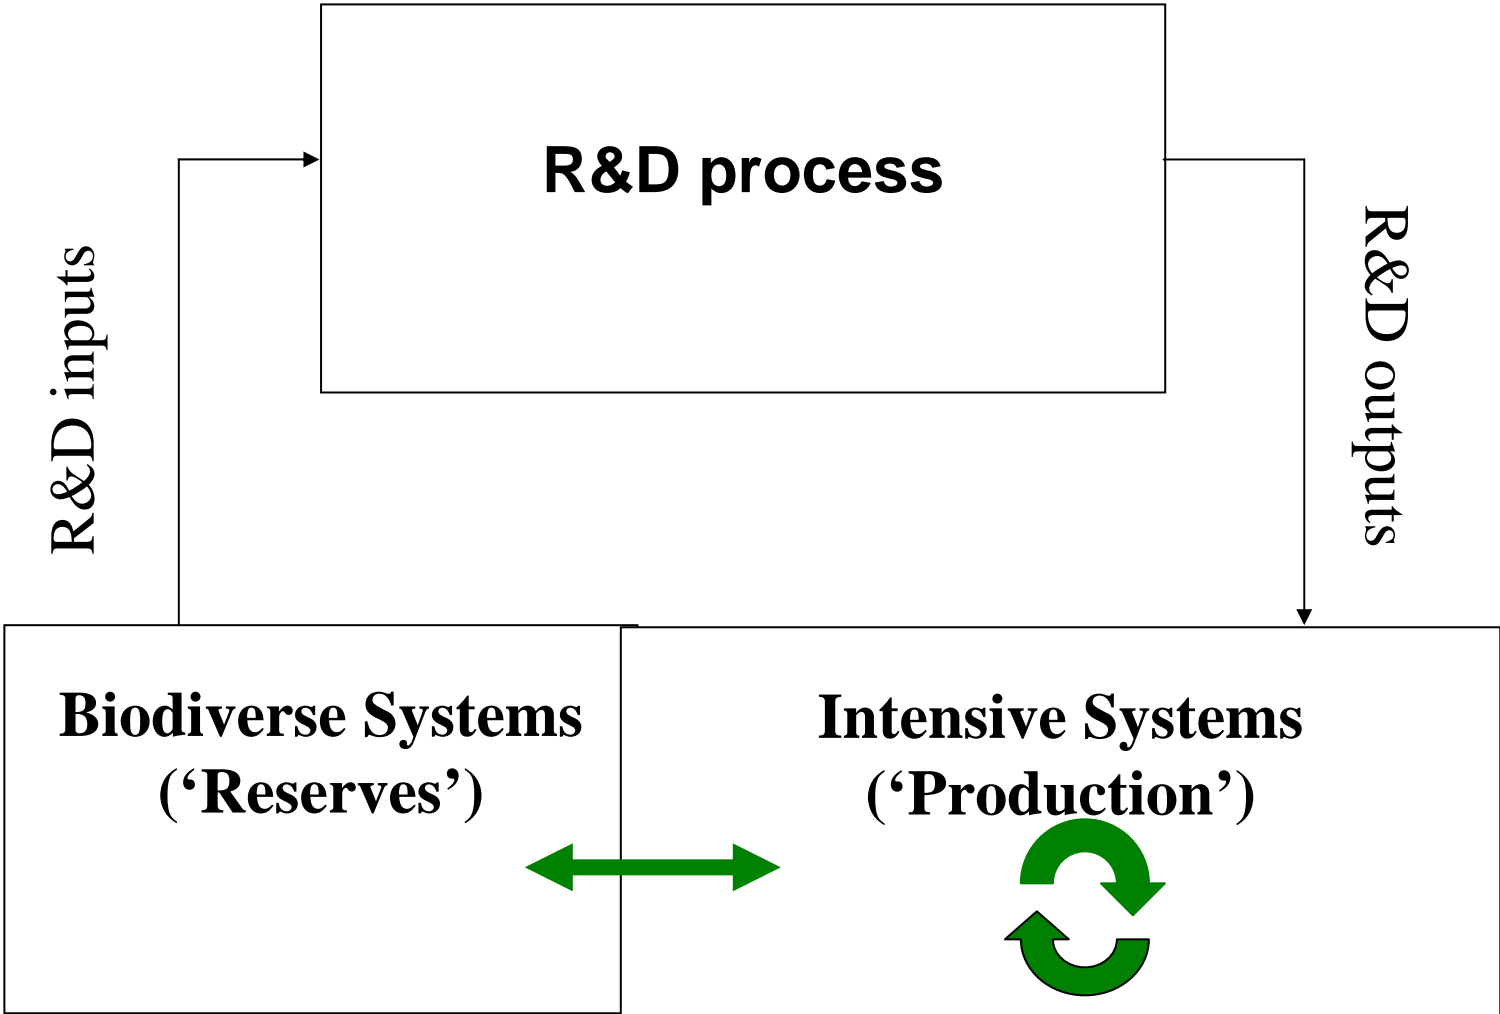 R&D process
R&D inputs
R&D outputs
Biodiverse Systems
(‘Reserves’)
Intensive Systems
(‘Production’)